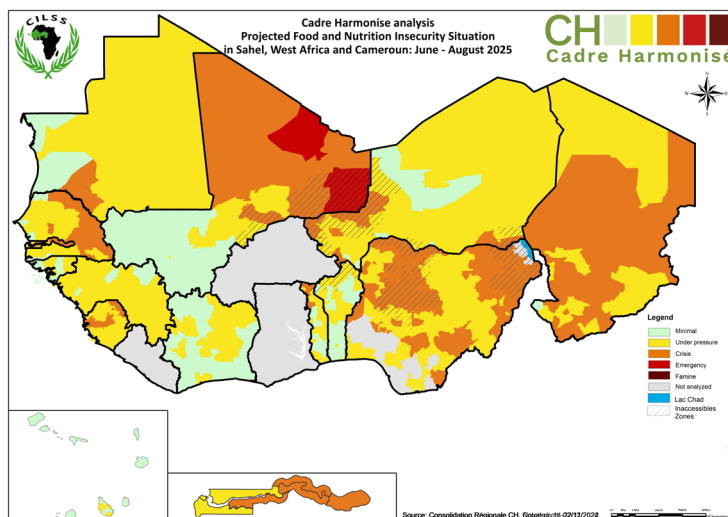 CILSS
Cadre Harmonise analysis
Projected Food and Nutrition Insecurity Situation
in Sahel, West Africa and Cameroun: June - August 2025
CH
Cadre Harmonisé
N
Legend
Minimal
Under pressure
Crisis
Emergency
Famine
Not analyzed
Lac Chad
Inaccessibles
Zones
Source: Consolidation Régionale CH,